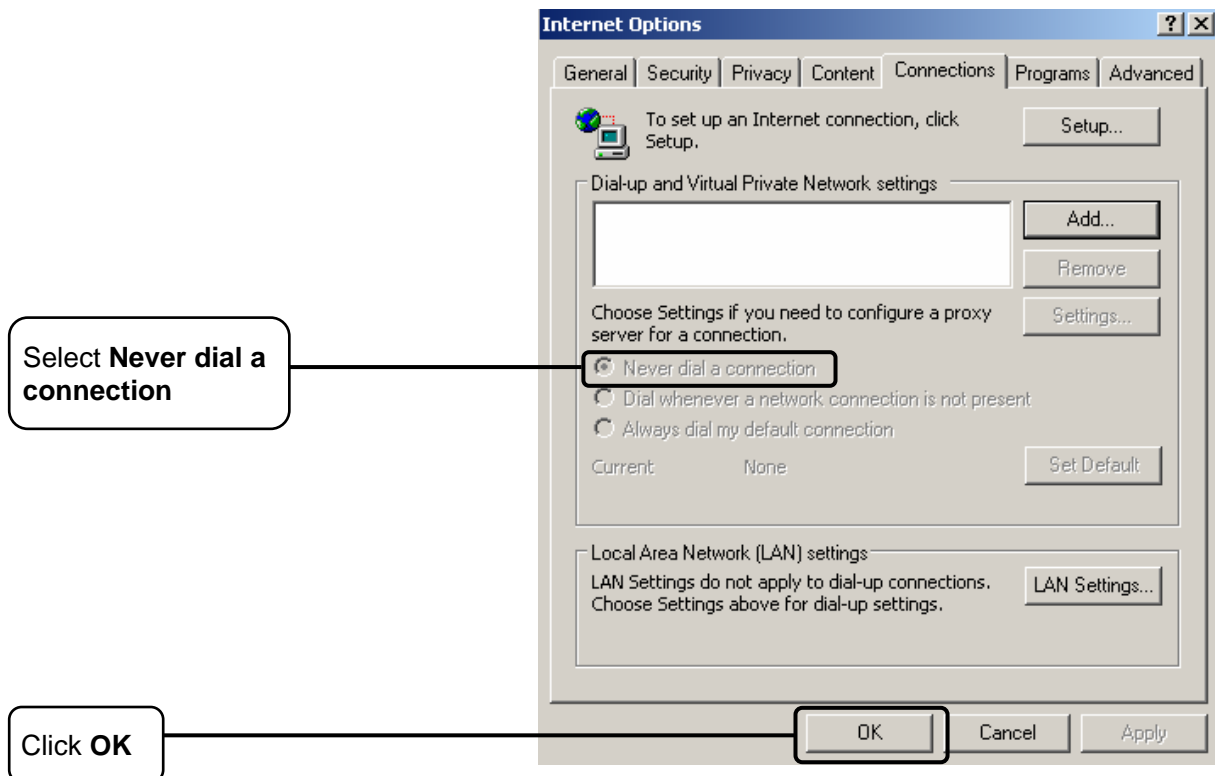 Internet Options
General Security Privacy Content Connections Programs Advanced
To set up an Internet connection, click
Setup.
Setup...
Dial-up and Virtual Private Network settings
Add...
Remove
Choose Settings if you need to configure a proxy
server for a connection.
Settings...
Select Never dial a
connection
Never dial a connection
Dial whenever a network connection is not present
Always dial my default connection
Current None Set Default
Local Area Network (LAN) settings
LAN Settings do not apply to dial-up connections.
Choose Settings above for dial-up settings.
LAN Settings...
Click OK
OK Cancel Apply